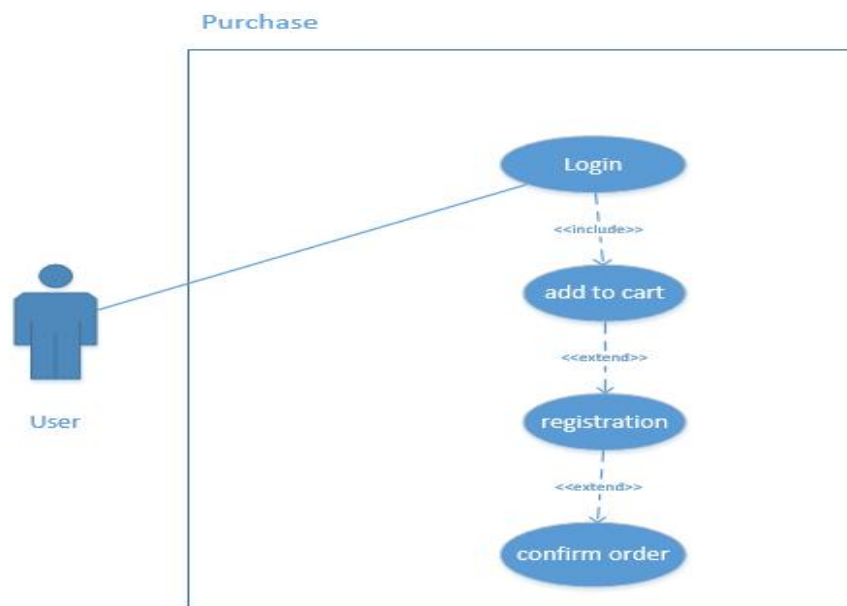 Purchase
Login
<<include>>
add to cart
<<extend>>
registration
User
<<extend>>
confirm order